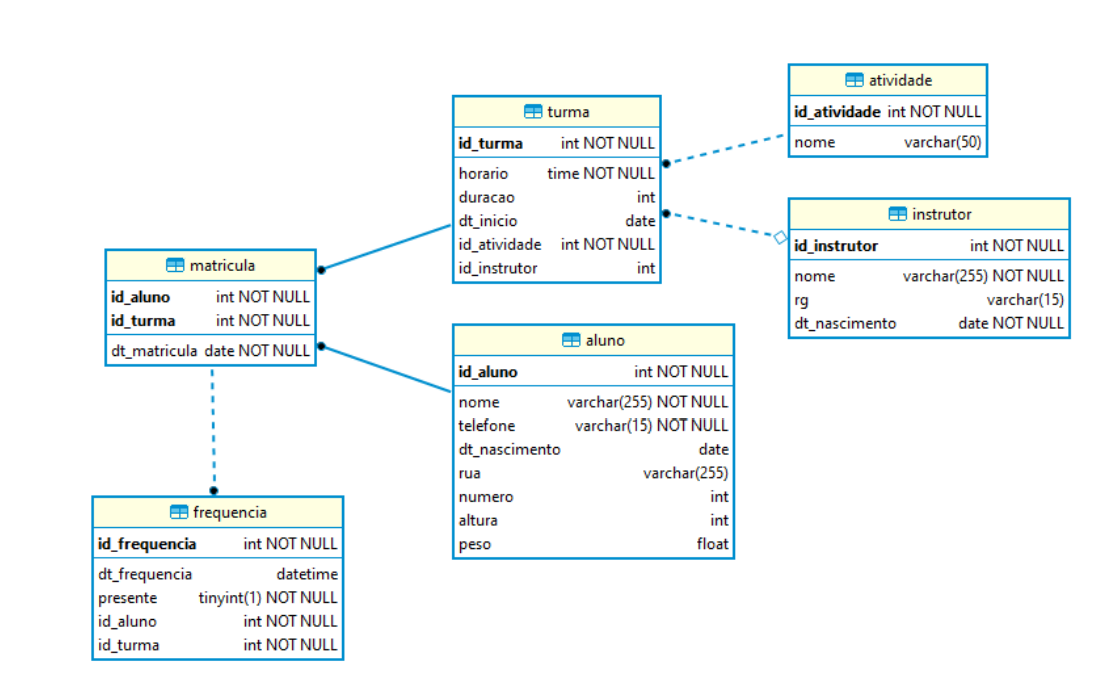 atividade
id_atividade int NOT NULL
nome varchar(50)
turma
id_turma int NOT NULL
horario time NOT NULL
duracao int
dt_inicio date
id_atividade int NOT NULL
id_instrutor int
instrutor
id_instrutor int NOT NULL
nome varchar(255) NOT NULL
rg varchar(15)
dt_nascimento date NOT NULL
matricula
id_aluno int NOT NULL
id_turma int NOT NULL
dt_matricula date NOT NULL
aluno
id_aluno int NOT NULL
nome varchar(255) NOT NULL
telefone varchar(15) NOT NULL
dt_nascimento date
rua varchar(255)
numero int
altura int
peso float
frequencia
id_frequencia int NOT NULL
dt_frequencia datetime
presente tinyint(1) NOT NULL
id_aluno int NOT NULL
id_turma int NOT NULL